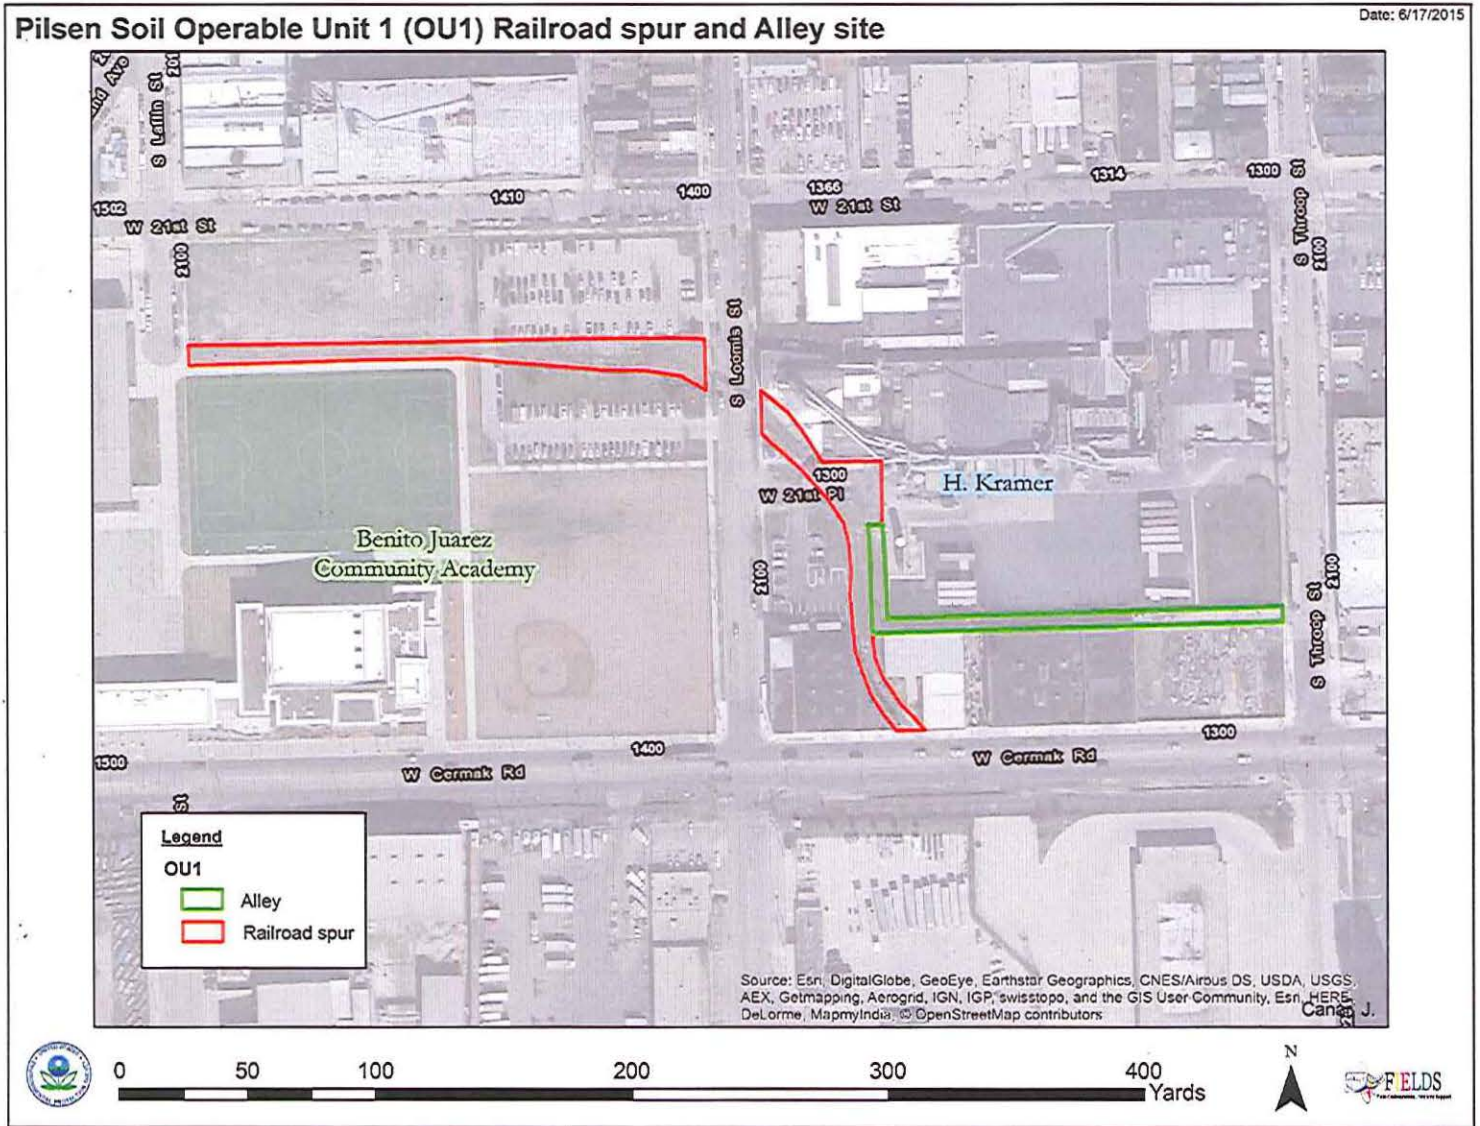 Date: 6/17/2015
Pilsen Soil Operable Unit 1 (OU1) Railroad spur and Alley site
Ave
S Laflin St
1502
W 21st St
2100
1410
1400
1366
W 21st St
1314
1300
S Throop St
2100
S Loomis St
1300
W 21st Pl
H. Kramer
Benito Juarez
Community Academy
2100
2100
S Throop St
1500
W Cermak Rd
1400
W Cermak Rd
1300
St
Legend
OU1
Alley
Railroad spur
Source: Esri, DigitalGlobe, GeoEye, Earthstar Geographics, CNES/Airbus DS, USDA, USGS,
AEX, Getmapping, Aerogrid, IGN, IGP, swisstopo, and the GIS User Community, Esri, HERE,
DeLorme, MapmyIndia, © OpenStreetMap contributors
0 50 100 200 300 400
Yards
N
FIELDS